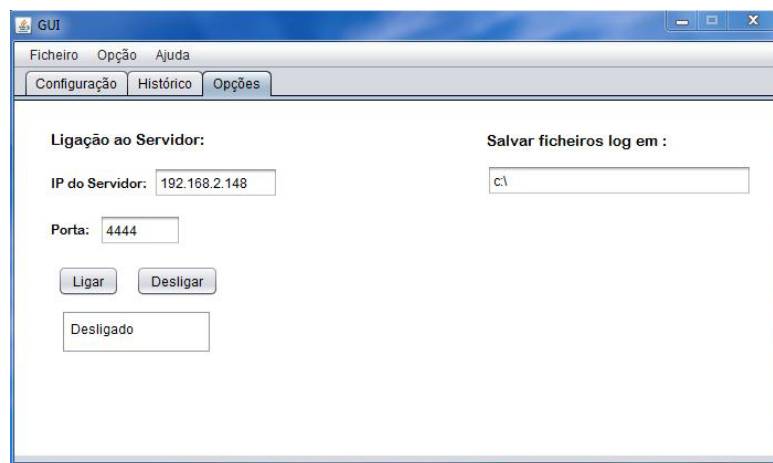 GUI
Ficheiro Opção Ajuda
Configuração Histórico Opções
Ligação ao Servidor:
Salvar ficheiros log em :
IP do Servidor: 192.168.2.148
c:\
Porta: 4444
Ligar Desligar
Desligado